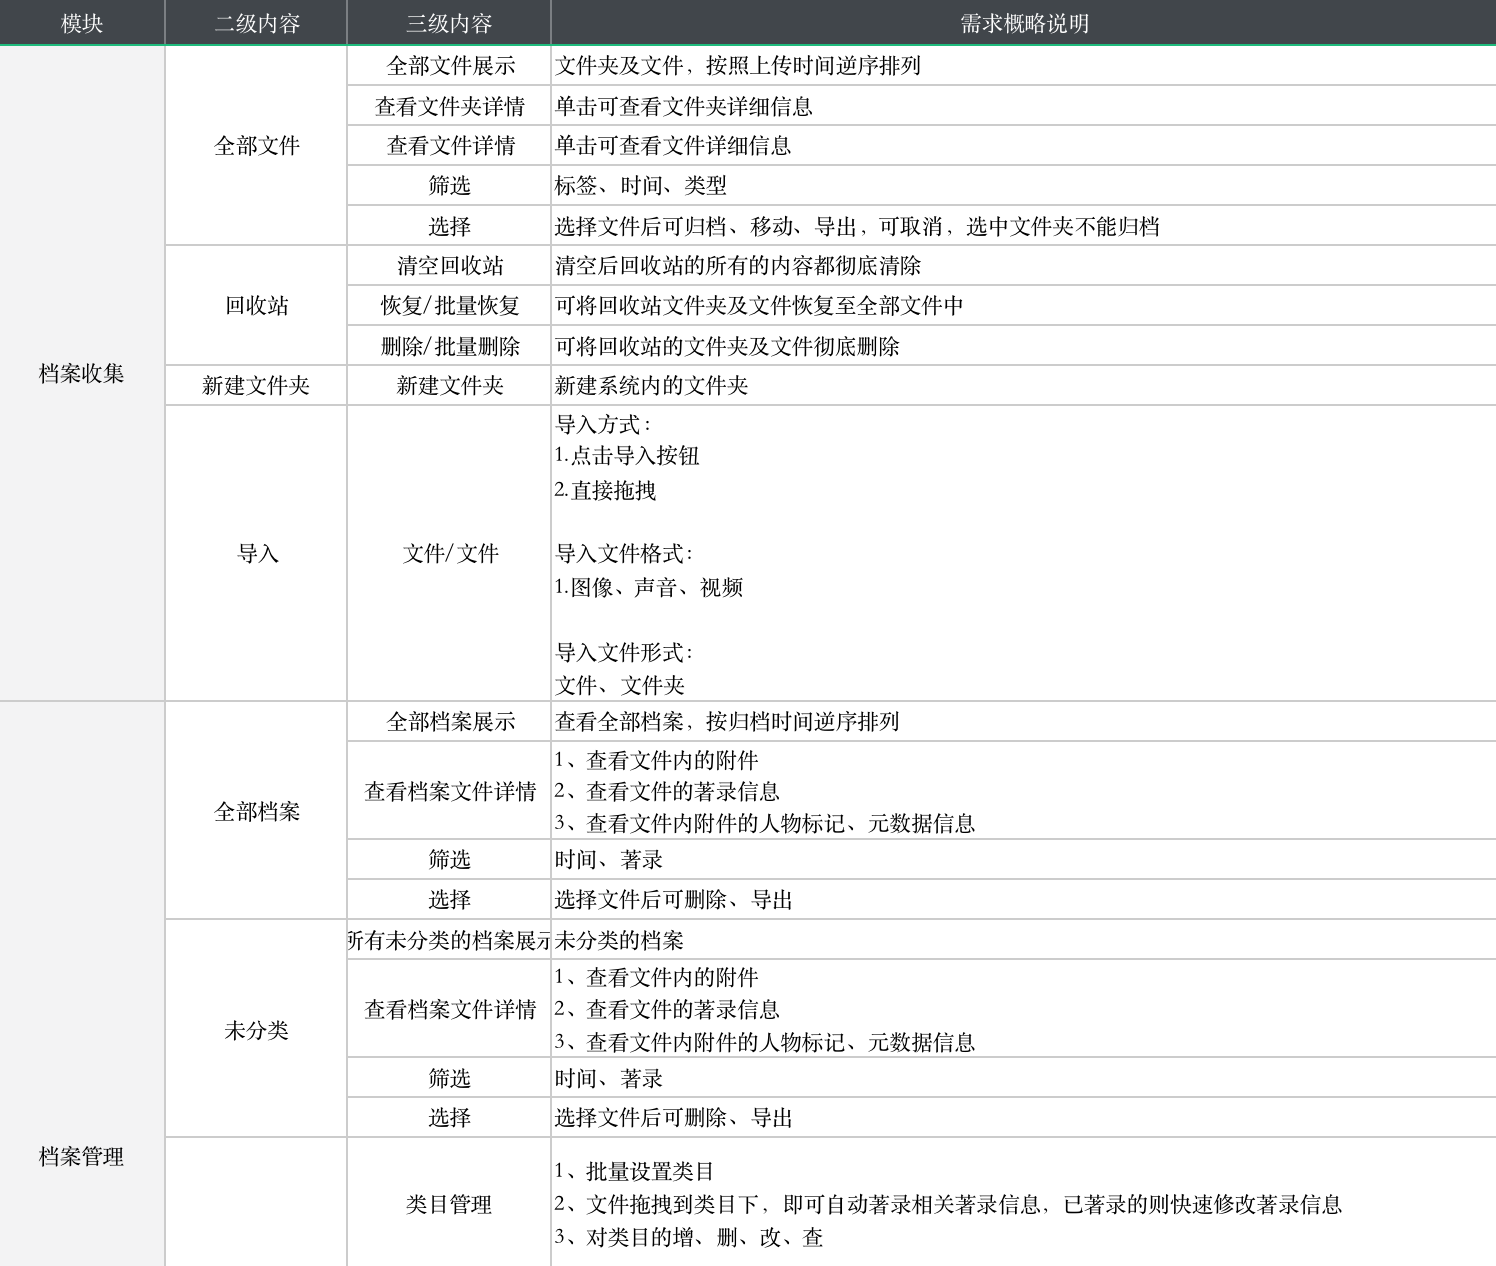 模块 二级内容 三级内容 需求概略说明
档案收集
全部文件
全部文件展示 文件夹及文件，按照上传时间逆序排列
查看文件夹详情 单击可查看文件夹详细信息
查看文件详情 单击可查看文件详细信息
筛选 标签、时间、类型
选择 选择文件后可归档、移动、导出，可取消，选中文件夹不能归档
回收站
清空回收站 清空后回收站的所有的内容都彻底清除
恢复/批量恢复 可将回收站文件夹及文件恢复至全部文件中
删除/批量删除 可将回收站的文件夹及文件彻底删除
新建文件夹 新建文件夹 新建系统内的文件夹
导入 文件/文件
导入方式：
1.点击导入按钮
2.直接拖拽
导入文件格式：
1.图像、声音、视频
导入文件形式：
文件、文件夹
档案管理
全部档案
全部档案展示 查看全部档案，按归档时间逆序排列
查看档案文件详情
1、查看文件内的附件
2、查看文件的著录信息
3、查看文件内附件的人物标记、元数据信息
筛选 时间、著录
选择 选择文件后可删除、导出
未分类
所有未分类的档案展示 未分类的档案
查看档案文件详情
1、查看文件内的附件
2、查看文件的著录信息
3、查看文件内附件的人物标记、元数据信息
筛选 时间、著录
选择 选择文件后可删除、导出
类目管理
1、批量设置类目
2、文件拖拽到类目下，即可自动著录相关著录信息，已著录的则快速修改著录信息
3、对类目的增、删、改、查